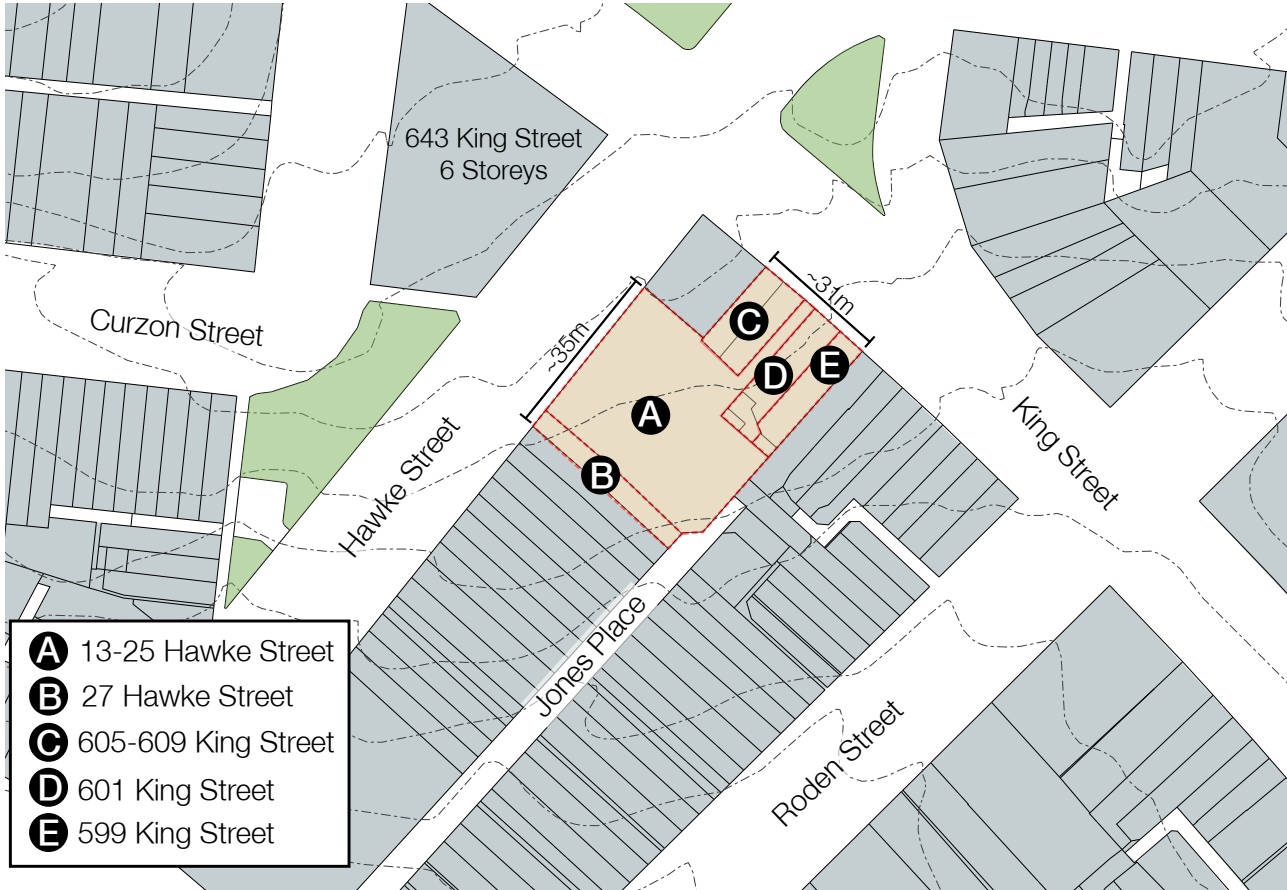 643 King Street
6 Storeys
~31m
~35m
Curzon Street
Hawke Street
King Street
Jones Place
Roden Street
A
B
C
D
E
A 13-25 Hawke Street
B 27 Hawke Street
C 605-609 King Street
D 601 King Street
E 599 King Street